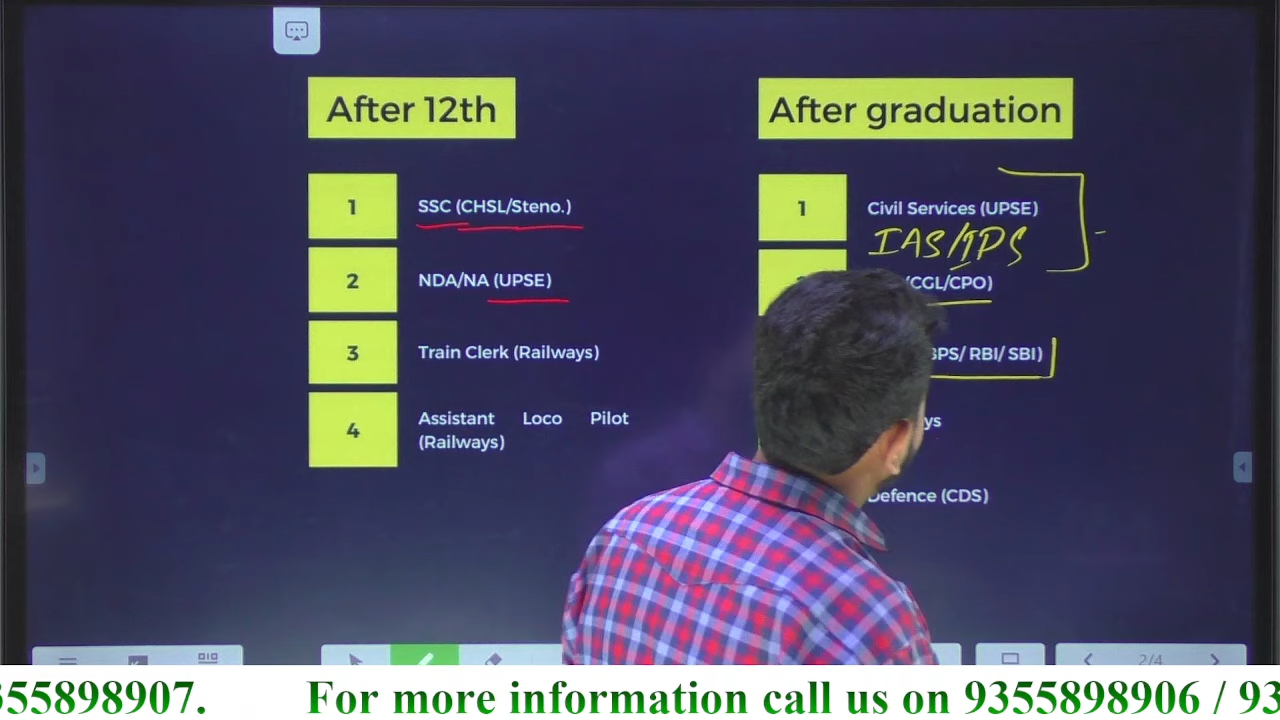 After 12th
1
SSC (CHSL/Steno.)
2
NDA/NA (UPSE)
3
Train Clerk (Railways)
4
Assistant Loco Pilot
(Railways)
After graduation
1
Civil Services (UPSE)
IAS/IPS
(CGL/CPO)
RBI/ SBI)
Defence (CDS)
2/4
355898907. For more information call us on 9355898906 / 93